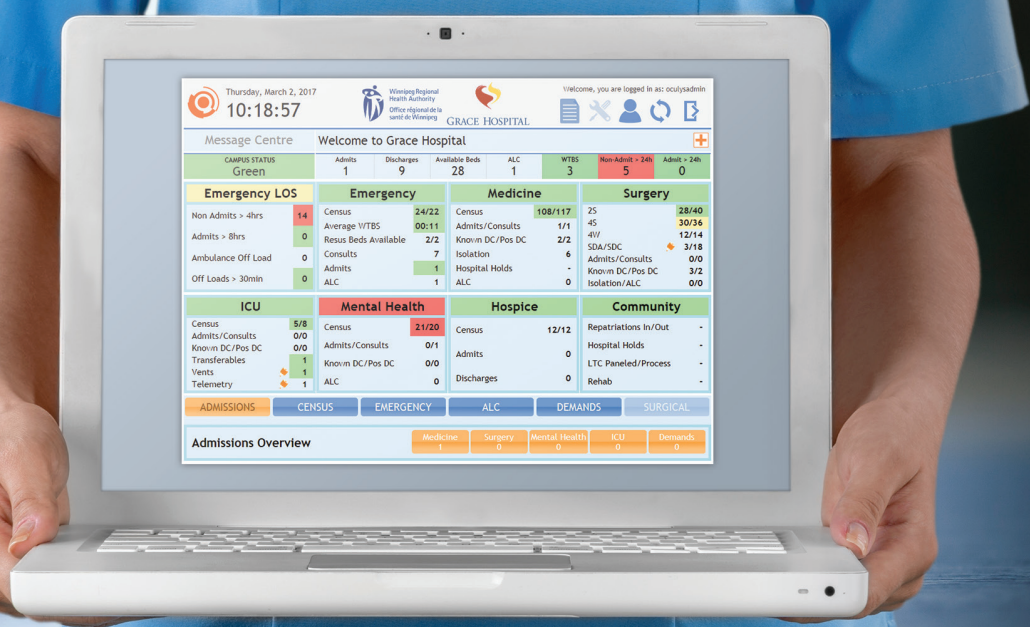 Thursday, March 2, 2017
10:18:57
Winnipeg Regional
Health Authority
Office régional de la
santé de Winnipeg
GRACE HOSPITAL
Welcome, you are logged in as: oculysadmin
Message Centre
Welcome to Grace Hospital
CAMPUS STATUS
Green
Admits
1
Discharges
9
Available Beds
28
ALC
1
WTBS
3
Non-Admit > 24h
5
Admit > 24h
0
Emergency LOS
Non Admits > 4hrs 14
Admits > 8hrs 0
Ambulance Off Load 0
Off Loads > 30min 0
Emergency
Census 24/22
Average WTBS 00:11
Resus Beds Available 2/2
Consults 7
Admits 1
ALC 1
Medicine
Census 108/117
Admits/Consults 1/1
Known DC/Pos DC 2/2
Isolation 6
Hospital Holds -
ALC 0
Surgery
2S 28/40
4S 30/36
4W 12/14
SDA/SDC 3/18
Admits/Consults 0/0
Known DC/Pos DC 3/2
Isolation/ALC 0/0
ICU
Census 5/8
Admits/Consults 0/0
Known DC/Pos DC 0/0
Transferables 1
Vents 1
Telemetry 1
Mental Health
Census 21/20
Admits/Consults 0/1
Known DC/Pos DC 0/0
ALC 0
Hospice
Census 12/12
Admits 0
Discharges 0
Community
Repatriations In/Out -
Hospital Holds -
LTC Paneled/Process -
Rehab -
ADMISSIONS
CENSUS
EMERGENCY
ALC
DEMANDS
SURGICAL
Admissions Overview
Medicine
1
Surgery
0
Mental Health
0
ICU
0
Demands
0